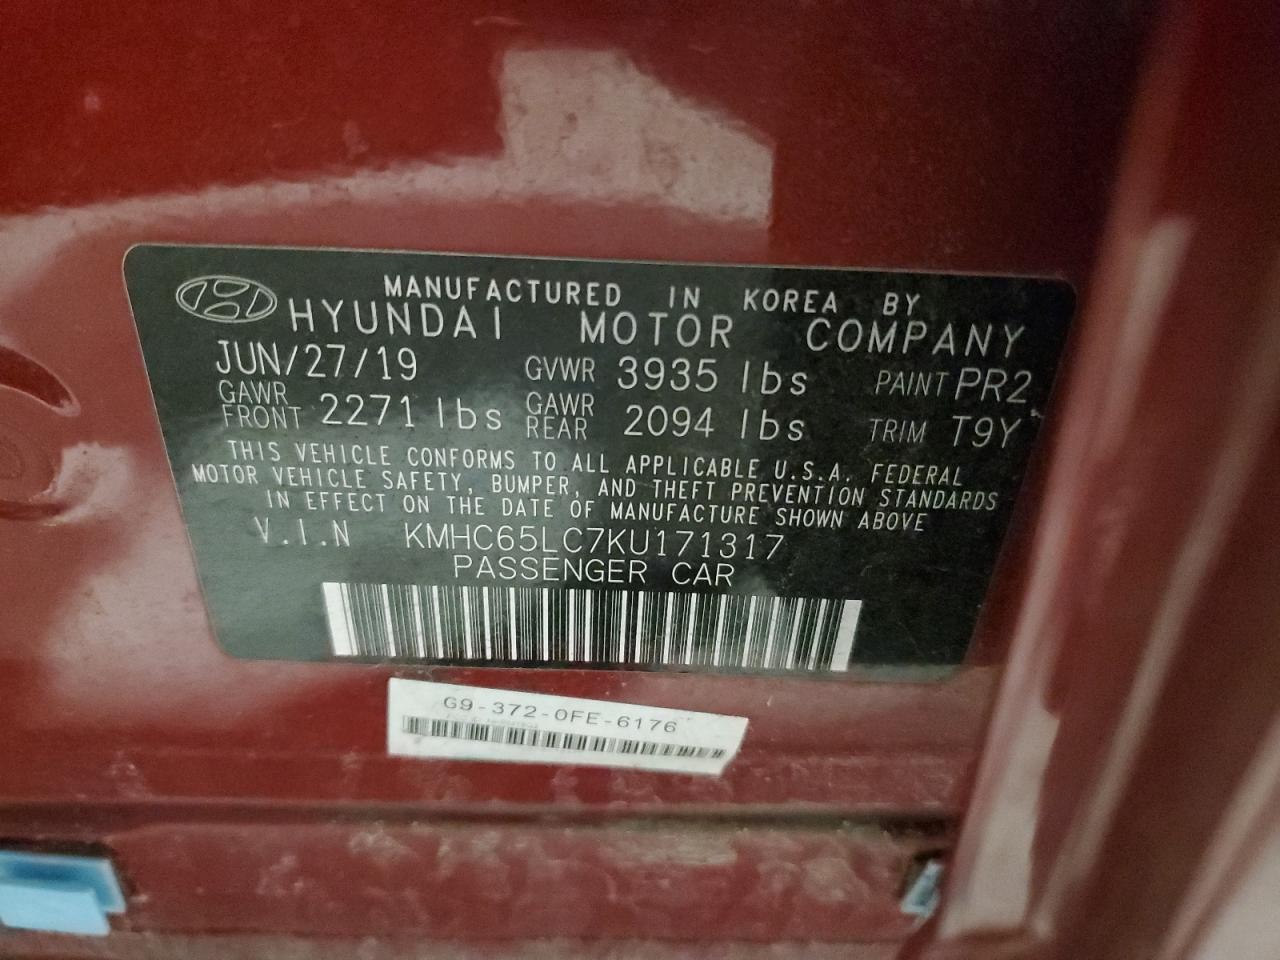 MANUFACTURED IN KOREA BY
HYUNDAI MOTOR COMPANY
JUN/27/19 GVWR 3935 lbs PAINT PR2
GAWR FRONT 2271 lbs GAWR REAR 2094 lbs TRIM T9Y
THIS VEHICLE CONFORMS TO ALL APPLICABLE U.S.A. FEDERAL
MOTOR VEHICLE SAFETY, BUMPER, AND THEFT PREVENTION STANDARDS
IN EFFECT ON THE DATE OF MANUFACTURE SHOWN ABOVE
V.I.N KMHC65LC7KU171317
PASSENGER CAR
G9-372-0FE-6176